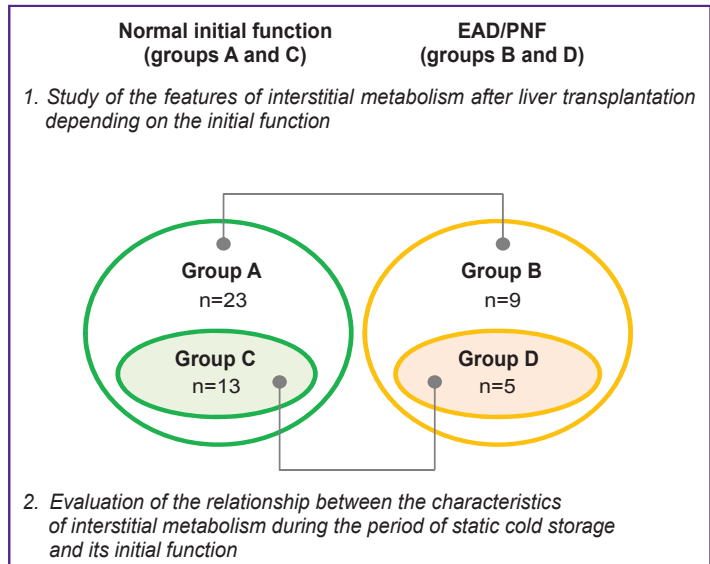 Normal initial function
(groups A and C)
EAD/PNF
(groups B and D)
1. Study of the features of interstitial metabolism after liver transplantation
depending on the initial function
Group A
n=23
Group B
n=9
Group C
n=13
Group D
n=5
2. Evaluation of the relationship between the characteristics
of interstitial metabolism during the period of static cold storage
and its initial function